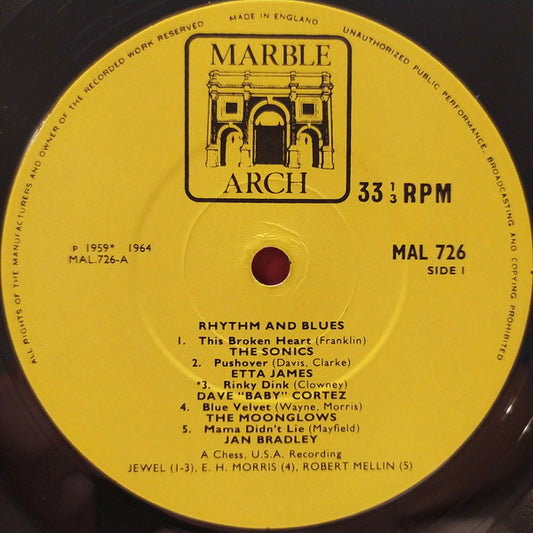 ALL RIGHTS OF THE MANUFACTURERS AND OWNER OF THE RECORDED WORK RESERVED
MADE IN ENGLAND
UNAUTHORIZED PUBLIC PERFORMANCE, BROADCASTING AND COPYING PROHIBITED
MARBLE
ARCH
33 1/3 RPM
P 1959* 1964
MAL.726-A
MAL 726
SIDE I
RHYTHM AND BLUES
1. This Broken Heart (Franklin)
THE SONICS
2. Pushover (Davis, Clarke)
ETTA JAMES
*3. Rinky Dink (Clowney)
DAVE "BABY" CORTEZ
4. Blue Velvet (Wayne, Morris)
THE MOONGLOWS
5. Mama Didn't Lie (Mayfield)
JAN BRADLEY
A Chess, U.S.A. Recording
JEWEL (1-3), E. H. MORRIS (4), ROBERT MELLIN (5)